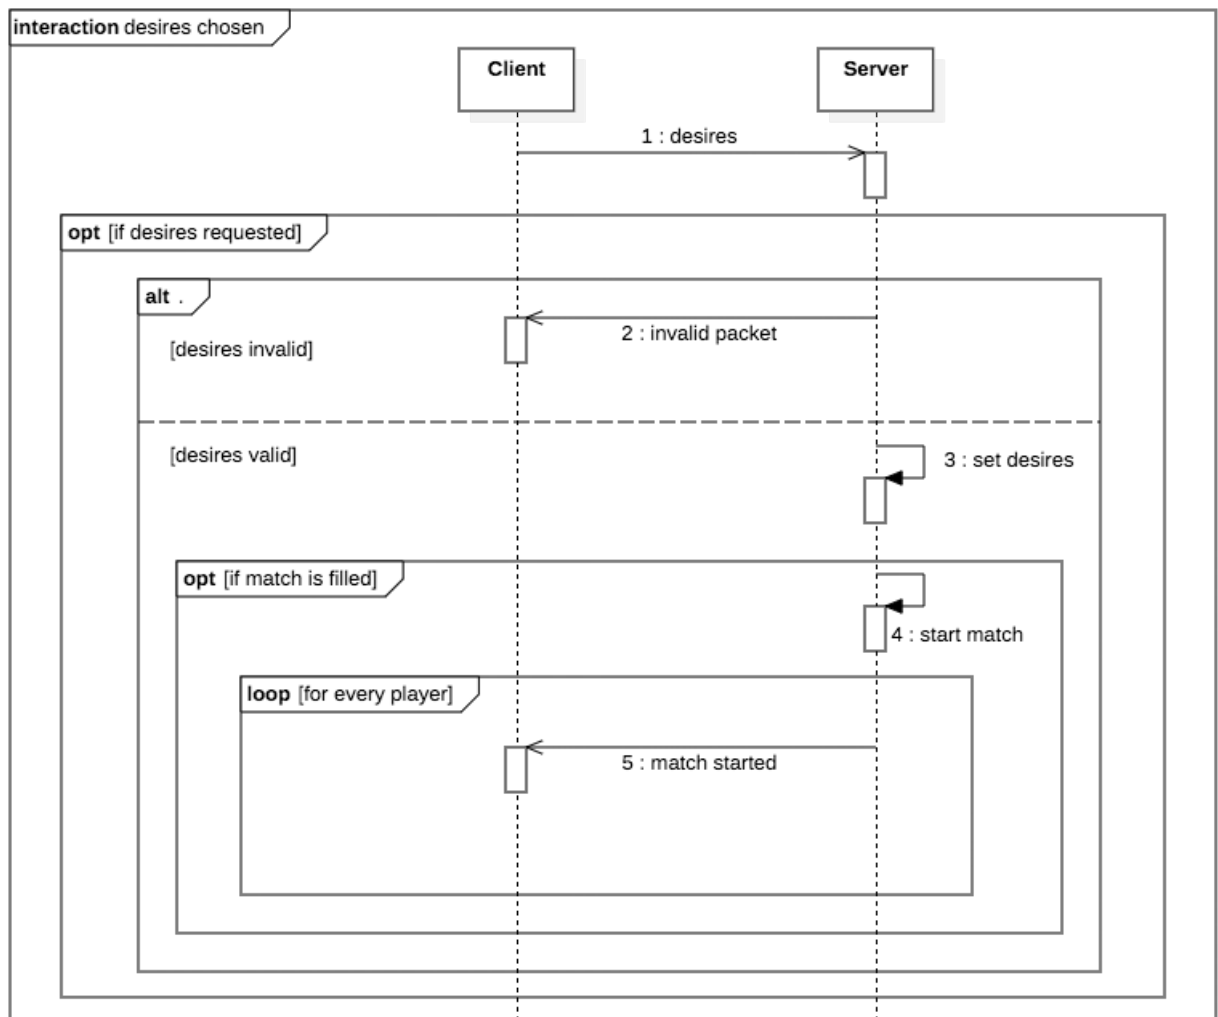 interaction desires chosen
Client
Server
1 : desires
opt [if desires requested]
alt .
2 : invalid packet
[desires invalid]
[desires valid]
3 : set desires
opt [if match is filled]
4 : start match
loop [for every player]
5 : match started